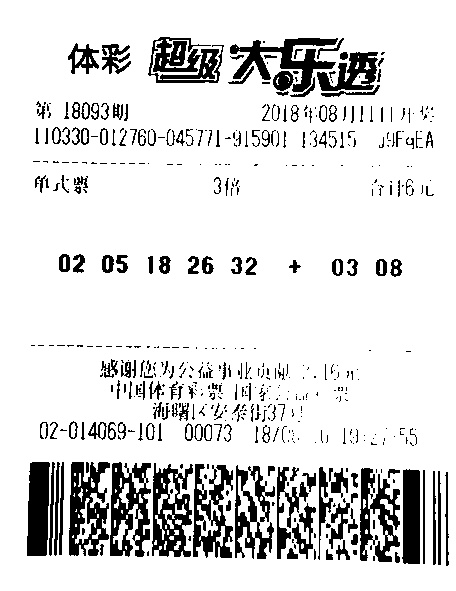 体彩 超级大乐透
第 18093期 2018年08月11日开奖
110330-012760-045771-915901 134515 J9FqEA
单式票 3倍 合计6元
02 05 18 26 32 + 03 08
感谢您为公益事业贡献 2.16元
中国体育彩票 国家公益彩票
海曙区安泰街37号
02-014069-101 00073 18/08 19:27:55